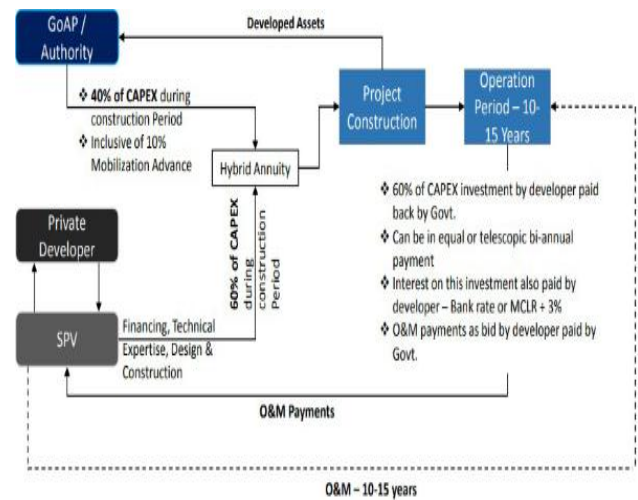 GoAP /
Authority
Developed Assets
❖ 40% of CAPEX during
construction Period
❖ Inclusive of 10%
Mobilization Advance
Hybrid Annuity
Project
Construction
Operation
Period – 10-
15 Years
❖ 60% of CAPEX investment by developer paid
back by Govt.
❖ Can be in equal or telescopic bi-annual
payment
❖ Interest on this investment also paid by
developer – Bank rate or MCLR + 3%
❖ O&M payments as bid by developer paid by
Govt.
Private
Developer
60% of CAPEX
during
construction
Period
SPV
Financing, Technical
Expertise, Design &
Construction
O&M Payments
O&M – 10-15 years